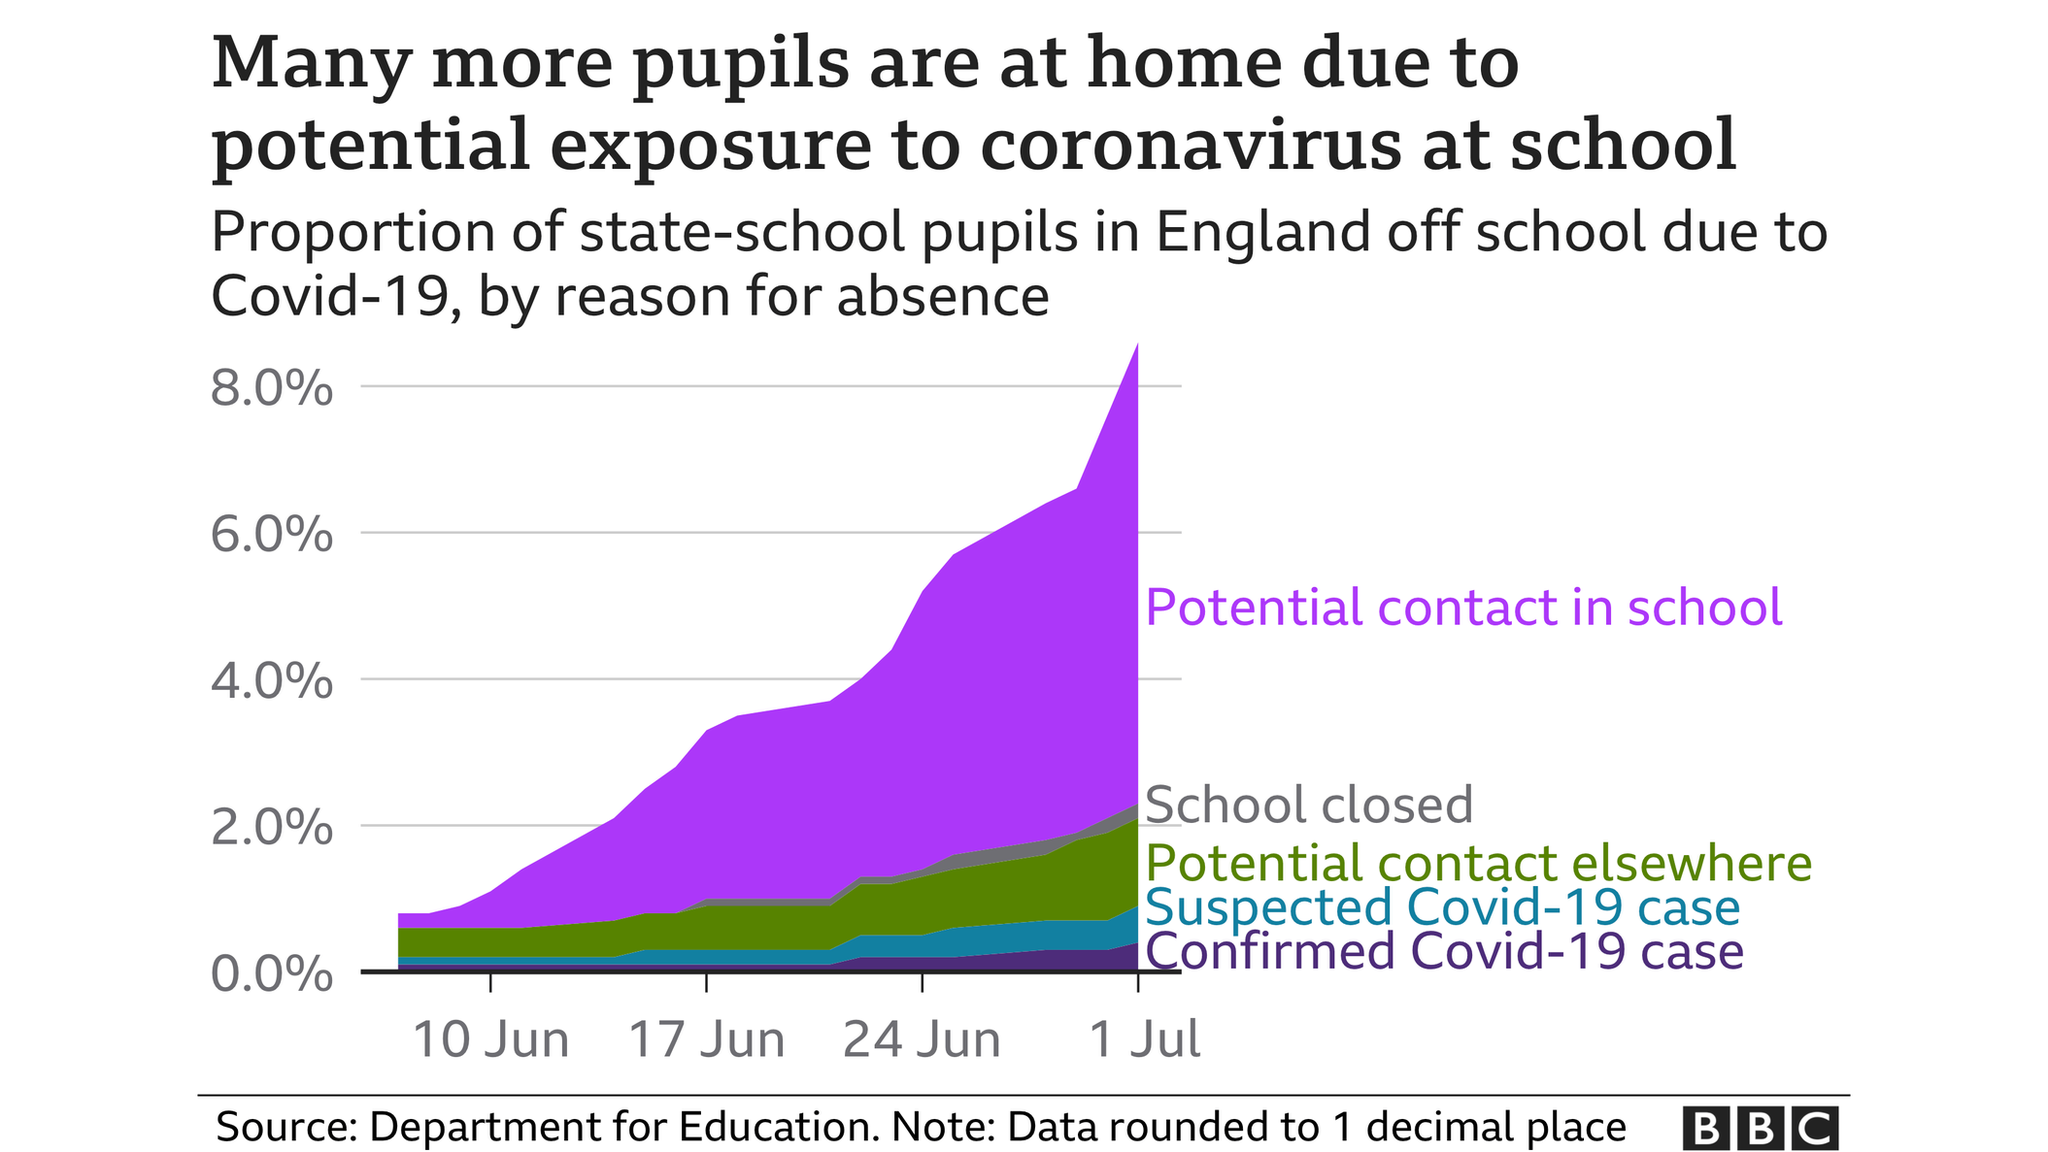 Many more pupils are at home due to
potential exposure to coronavirus at school
Proportion of state-school pupils in England off school due to
Covid-19, by reason for absence
8.0%
6.0%
Potential contact in school
4.0%
School closed
2.0%
Potential contact elsewhere
Suspected Covid-19 case
Confirmed Covid-19 case
0.0%
10 Jun 17 Jun 24 Jun 1 Jul
Source: Department for Education. Note: Data rounded to 1 decimal place
BBC